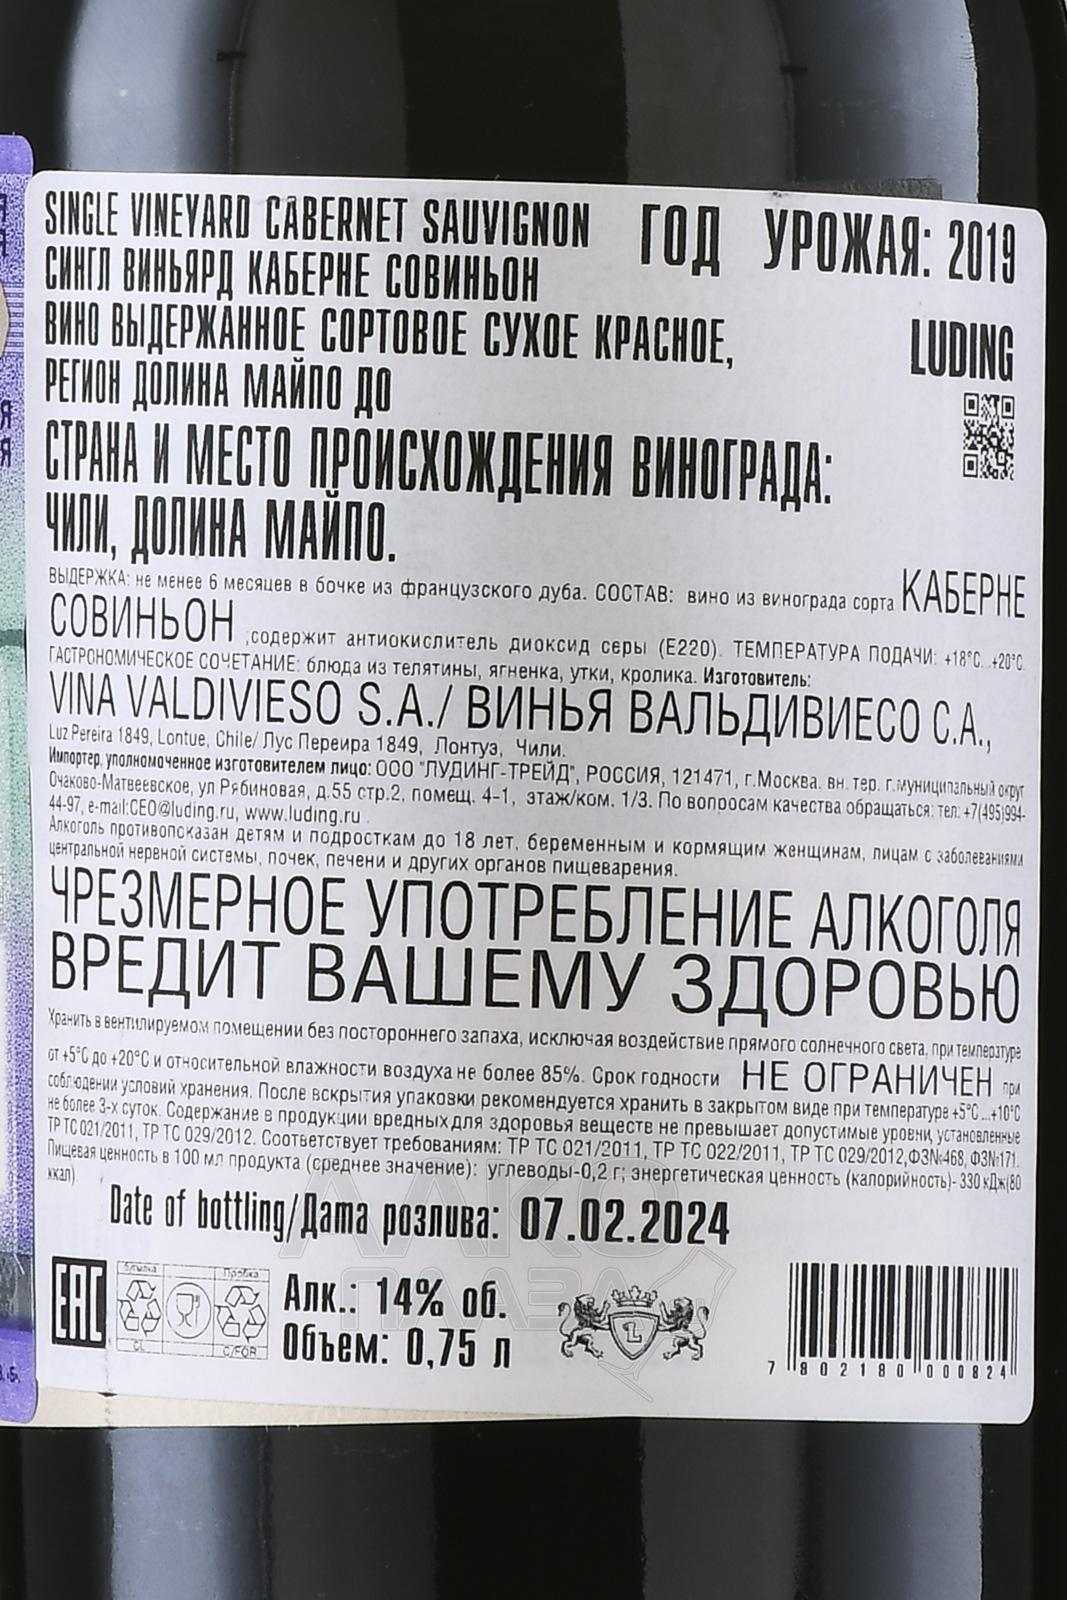 SINGLE VINEYARD CABERNET SAUVIGNON
ГОД УРОЖАЯ: 2019
СИНГЛ ВИНЬЯРД КАБЕРНЕ СОВИНЬОН
ВИНО ВЫДЕРЖАННОЕ СОРТОВОЕ СУХОЕ КРАСНОЕ,
LUDING
РЕГИОН ДОЛИНА МАЙПО ДО
СТРАНА И МЕСТО ПРОИСХОЖДЕНИЯ ВИНОГРАДА:
ЧИЛИ, ДОЛИНА МАЙПО.
ВЫДЕРЖКА: не менее 6 месяцев в бочке из французского дуба. СОСТАВ: вино из винограда сорта КАБЕРНЕ
СОВИНЬОН ;содержит антиокислитель диоксид серы (Е220). ТЕМПЕРАТУРА ПОДАЧИ: +18°С...+20°С.
ГАСТРОНОМИЧЕСКОЕ СОЧЕТАНИЕ: блюда из телятины, ягненка, утки, кролика. Изготовитель:
VINA VALDIVIESO S.A./ ВИНЬЯ ВАЛЬДИВИЕСО С.А.,
Luz Pereira 1849, Lontue, Chile/ Лус Переира 1849, Лонтуэ, Чили.
Импортер, уполномоченное изготовителем лицо: ООО "ЛУДИНГ-ТРЕЙД", РОССИЯ, 121471, г.Москва. вн. тер. г.муниципальный округ
Очаково-Матвеевское, ул Рябиновая, д.55 стр.2, помещ. 4-1, этаж/ком. 1/3. По вопросам качества обращаться: тел: +7(495)994-
44-97, e-mail:CEO@luding.ru, www.luding.ru .
Алкоголь противопоказан детям и подросткам до 18 лет, беременным и кормящим женщинам, лицам с заболеваниями
центральной нервной системы, почек, печени и других органов пищеварения.
ЧРЕЗМЕРНОЕ УПОТРЕБЛЕНИЕ АЛКОГОЛЯ
ВРЕДИТ ВАШЕМУ ЗДОРОВЬЮ
Хранить в вентилируемом помещении без постороннего запаха, исключая воздействие прямого солнечного света, при температуре
от +5°С до +20°С и относительной влажности воздуха не более 85%. Срок годности НЕ ОГРАНИЧЕН при
соблюдении условий хранения. После вскрытия упаковки рекомендуется хранить в закрытом виде при температуре +5°С...+10°С
не более 3-х суток. Содержание в продукции вредных для здоровья веществ не превышает допустимые уровни, установленные
ТР ТС 021/2011, ТР ТС 029/2012. Соответствует требованиям: ТР ТС 021/2011, ТР ТС 022/2011, ТР ТС 029/2012,ФЗ№468, ФЗ№171.
Пищевая ценность в 100 мл продукта (среднее значение): углеводы-0,2 г; энергетическая ценность (калорийность)- 330 кДж(80
ккал)
Date of bottling/Дата розлива: 07.02.2024
EAC
Бутылка
Пробка
GL
C/FOR
Алк.: 14% об.
Объем: 0,75 л
L
7 802180 000824
АЛКО
ПЛАЗА